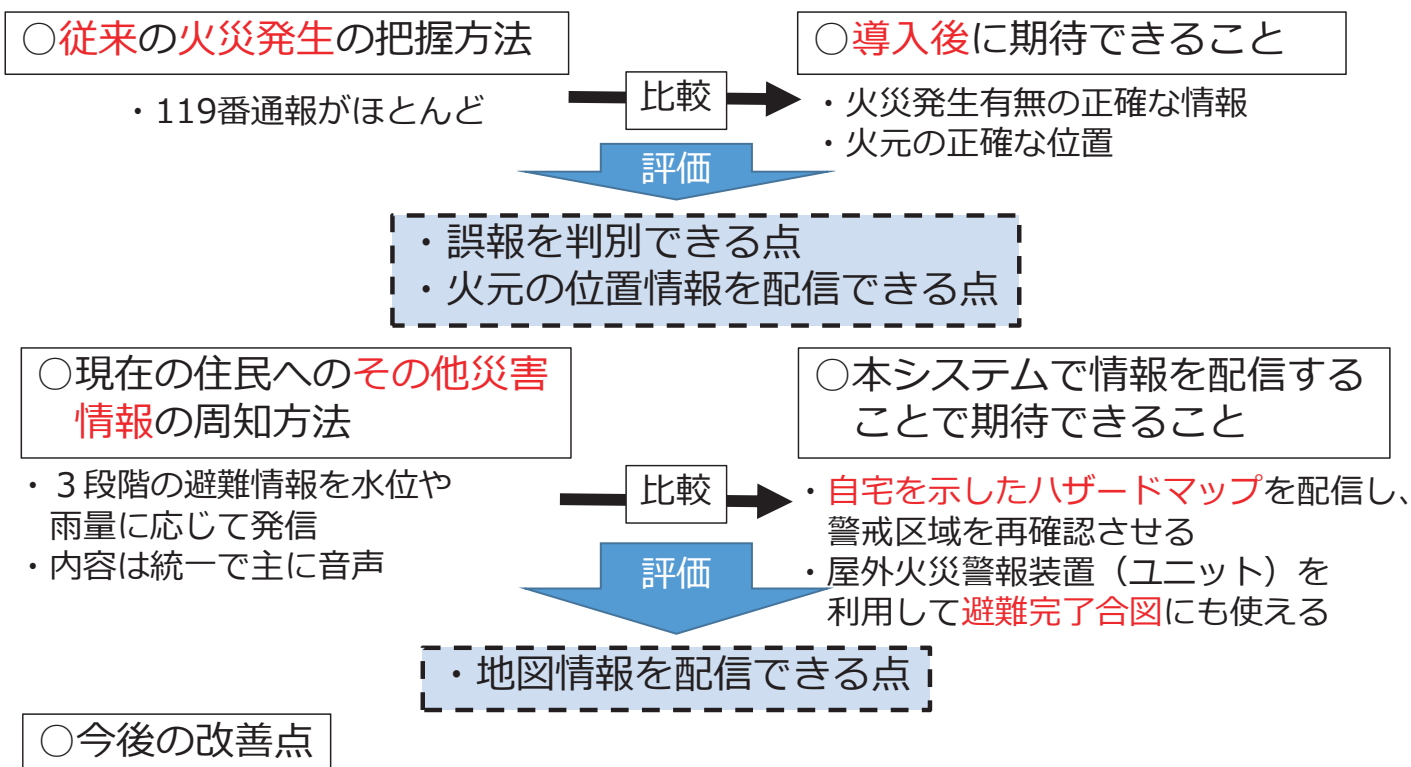 ○従来の火災発生の把握方法
・119番通報がほとんど
比較
○導入後に期待できること
・火災発生有無の正確な情報
・火元の正確な位置
評価
・誤報を判別できる点
・火元の位置情報を配信できる点
○現在の住民へのその他災害
情報の周知方法
・３段階の避難情報を水位や
雨量に応じて発信
・内容は統一で主に音声
比較
○本システムで情報を配信する
ことで期待できること
・自宅を示したハザードマップを配信し、
警戒区域を再確認させる
・屋外火災警報装置（ユニット）を
利用して避難完了合図にも使える
評価
・地図情報を配信できる点
○今後の改善点